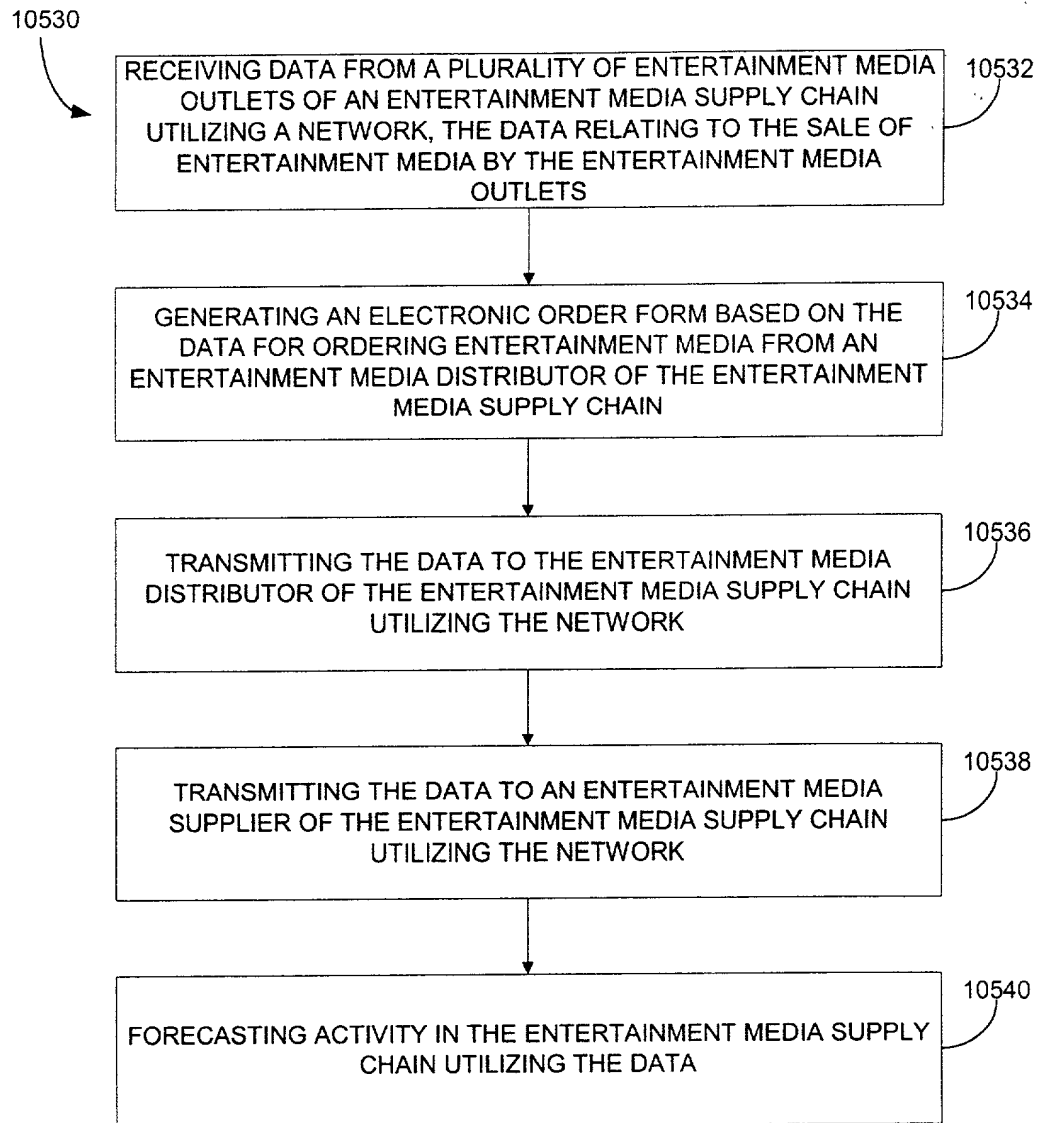 10530
RECEIVING DATA FROM A PLURALITY OF ENTERTAINMENT MEDIA
OUTLETS OF AN ENTERTAINMENT MEDIA SUPPLY CHAIN
UTILIZING A NETWORK, THE DATA RELATING TO THE SALE OF
ENTERTAINMENT MEDIA BY THE ENTERTAINMENT MEDIA
OUTLETS
10532
GENERATING AN ELECTRONIC ORDER FORM BASED ON THE
DATA FOR ORDERING ENTERTAINMENT MEDIA FROM AN
ENTERTAINMENT MEDIA DISTRIBUTOR OF THE ENTERTAINMENT
MEDIA SUPPLY CHAIN
10534
TRANSMITTING THE DATA TO THE ENTERTAINMENT MEDIA
DISTRIBUTOR OF THE ENTERTAINMENT MEDIA SUPPLY CHAIN
UTILIZING THE NETWORK
10536
TRANSMITTING THE DATA TO AN ENTERTAINMENT MEDIA
SUPPLIER OF THE ENTERTAINMENT MEDIA SUPPLY CHAIN
UTILIZING THE NETWORK
10538
FORECASTING ACTIVITY IN THE ENTERTAINMENT MEDIA SUPPLY
CHAIN UTILIZING THE DATA
10540